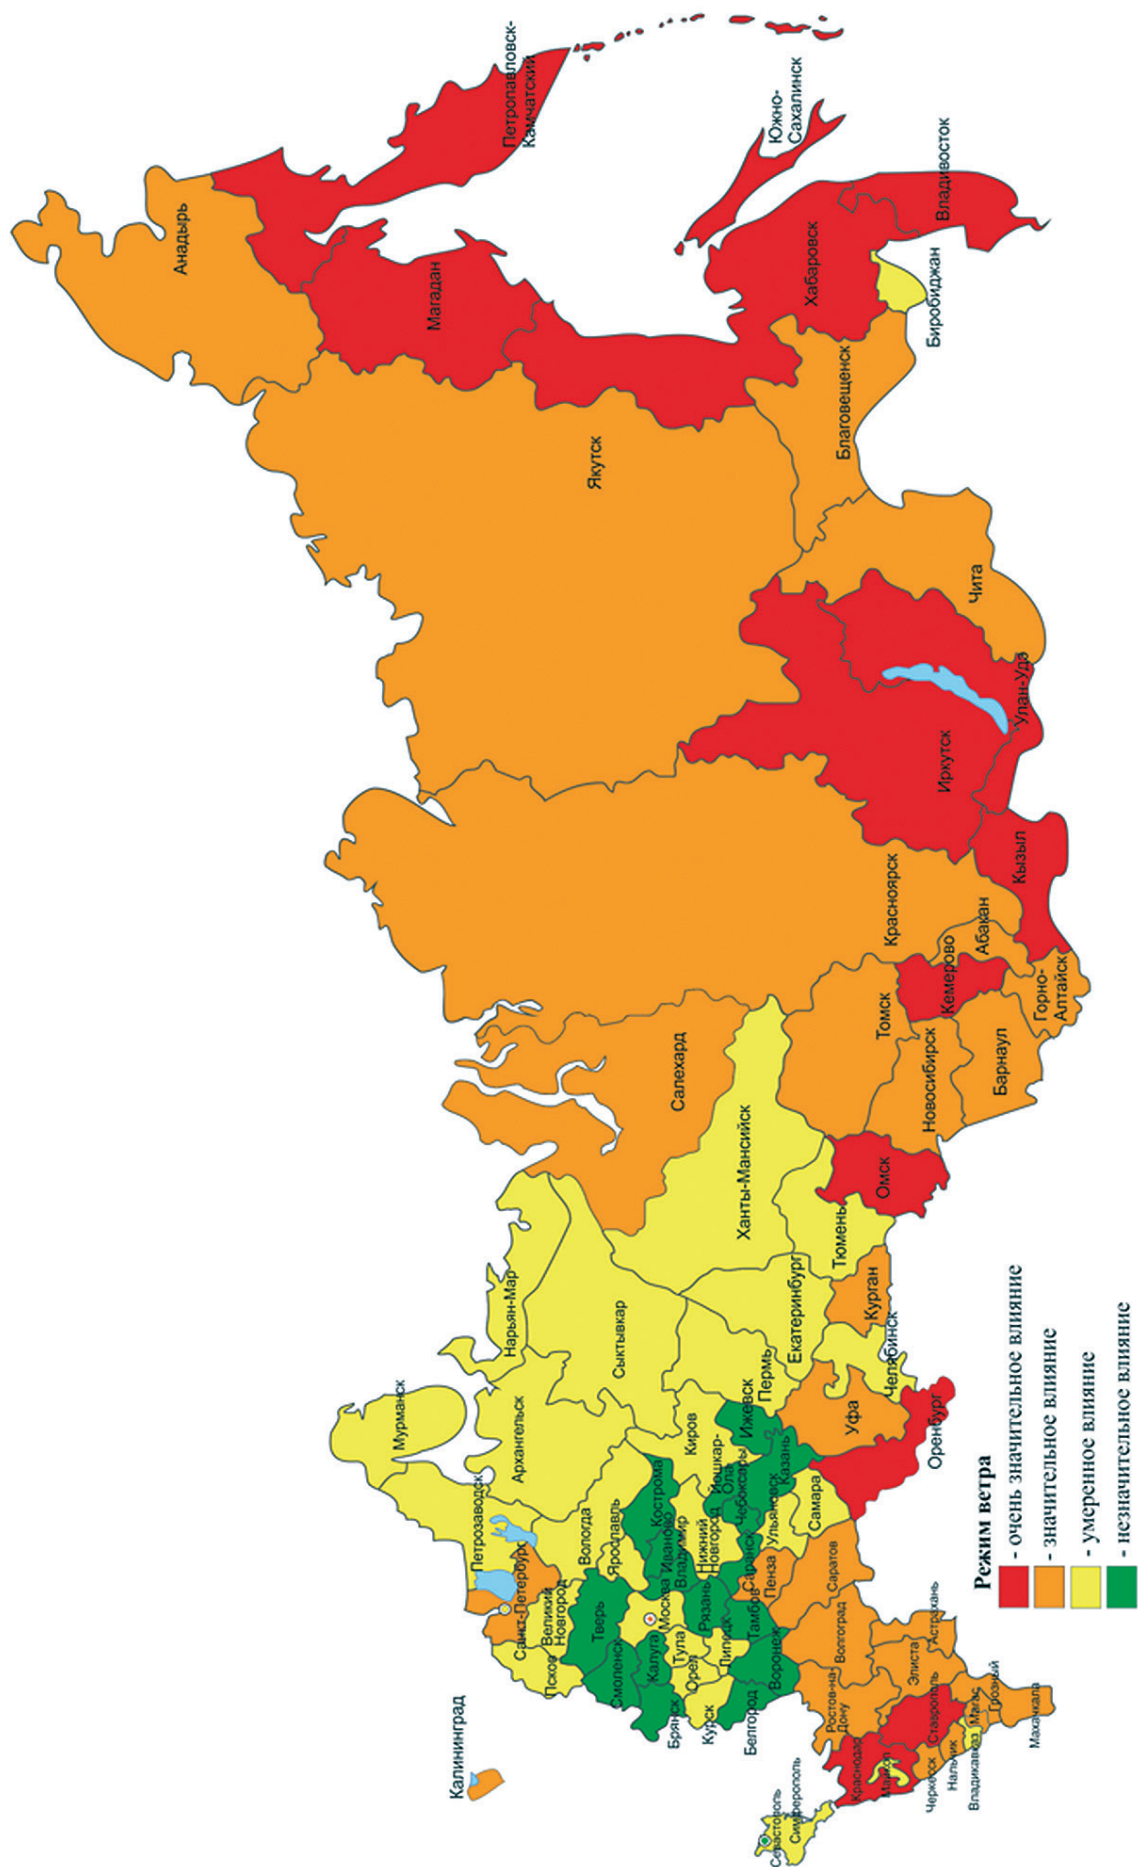 Калининград
Мурманск
Петрозаводск
Санкт-Петербург
Великий
Новгород
Псков
Архангельск
Нарьян-Мар
Вологда
Сыктывкар
Ярославль
Тверь
Смоленск
Москва
Калуга
Брянск
Тула
Орел
Курск
Белгород
Липецк
Воронеж
Рязань
Тамбов
Владимир
Иваново
Кострома
Нижний
Новгород
Киров
Йошкар-
Ола
Чебоксары
Казань
Ижевск
Саранск
Пенза
Ульяновск
Самара
Саратов
Волгоград
Ростов-на-
Дону
Астрахань
Элиста
Ставрополь
Краснодар
Майкоп
Черкесск
Нальчик
Владикавказ
Магас
Грозный
Махачкала
Севастополь
Симферополь
Пермь
Екатеринбург
Уфа
Челябинск
Оренбург
Курган
Тюмень
Ханты-Мансийск
Салехард
Омск
Томск
Новосибирск
Барнаул
Кемерово
Горно-
Алтайск
Абакан
Красноярск
Кызыл
Иркутск
Улан-Удэ
Чита
Якутск
Благовещенск
Биробиджан
Хабаровск
Владивосток
Южно-
Сахалинск
Магадан
Анадырь
Петропавловск-
Камчатский
Режим ветра
- очень значительное влияние
- значительное влияние
- умеренное влияние
- незначительное влияние